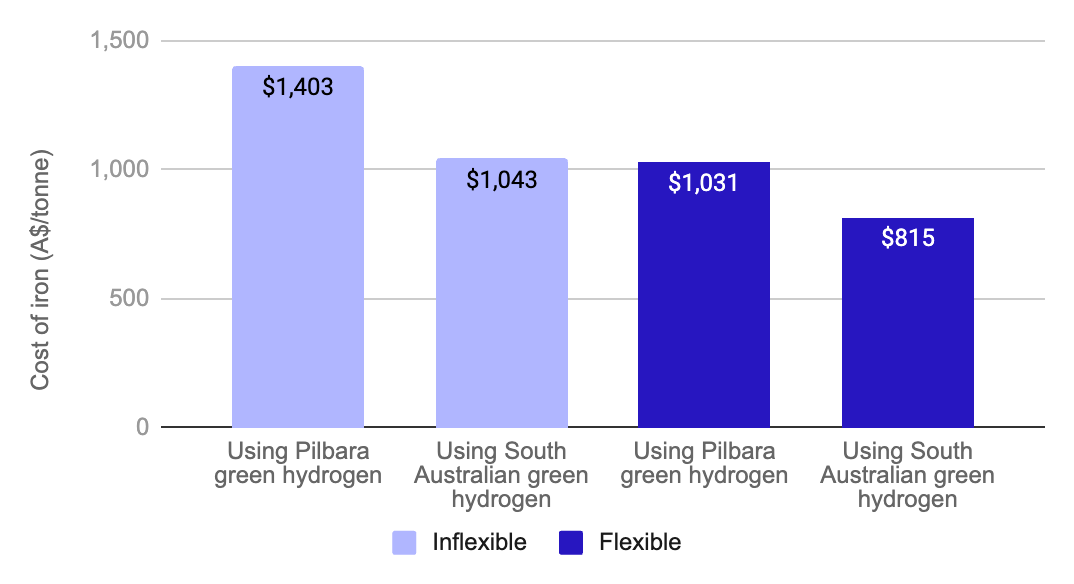 1,500
1,000
500
0
Cost of iron (A$/tonne)
$1,403
$1,043
$1,031
$815
Using Pilbara
green hydrogen
Using South
Australian green
hydrogen
Using Pilbara
green hydrogen
Using South
Australian green
hydrogen
Inflexible
Flexible